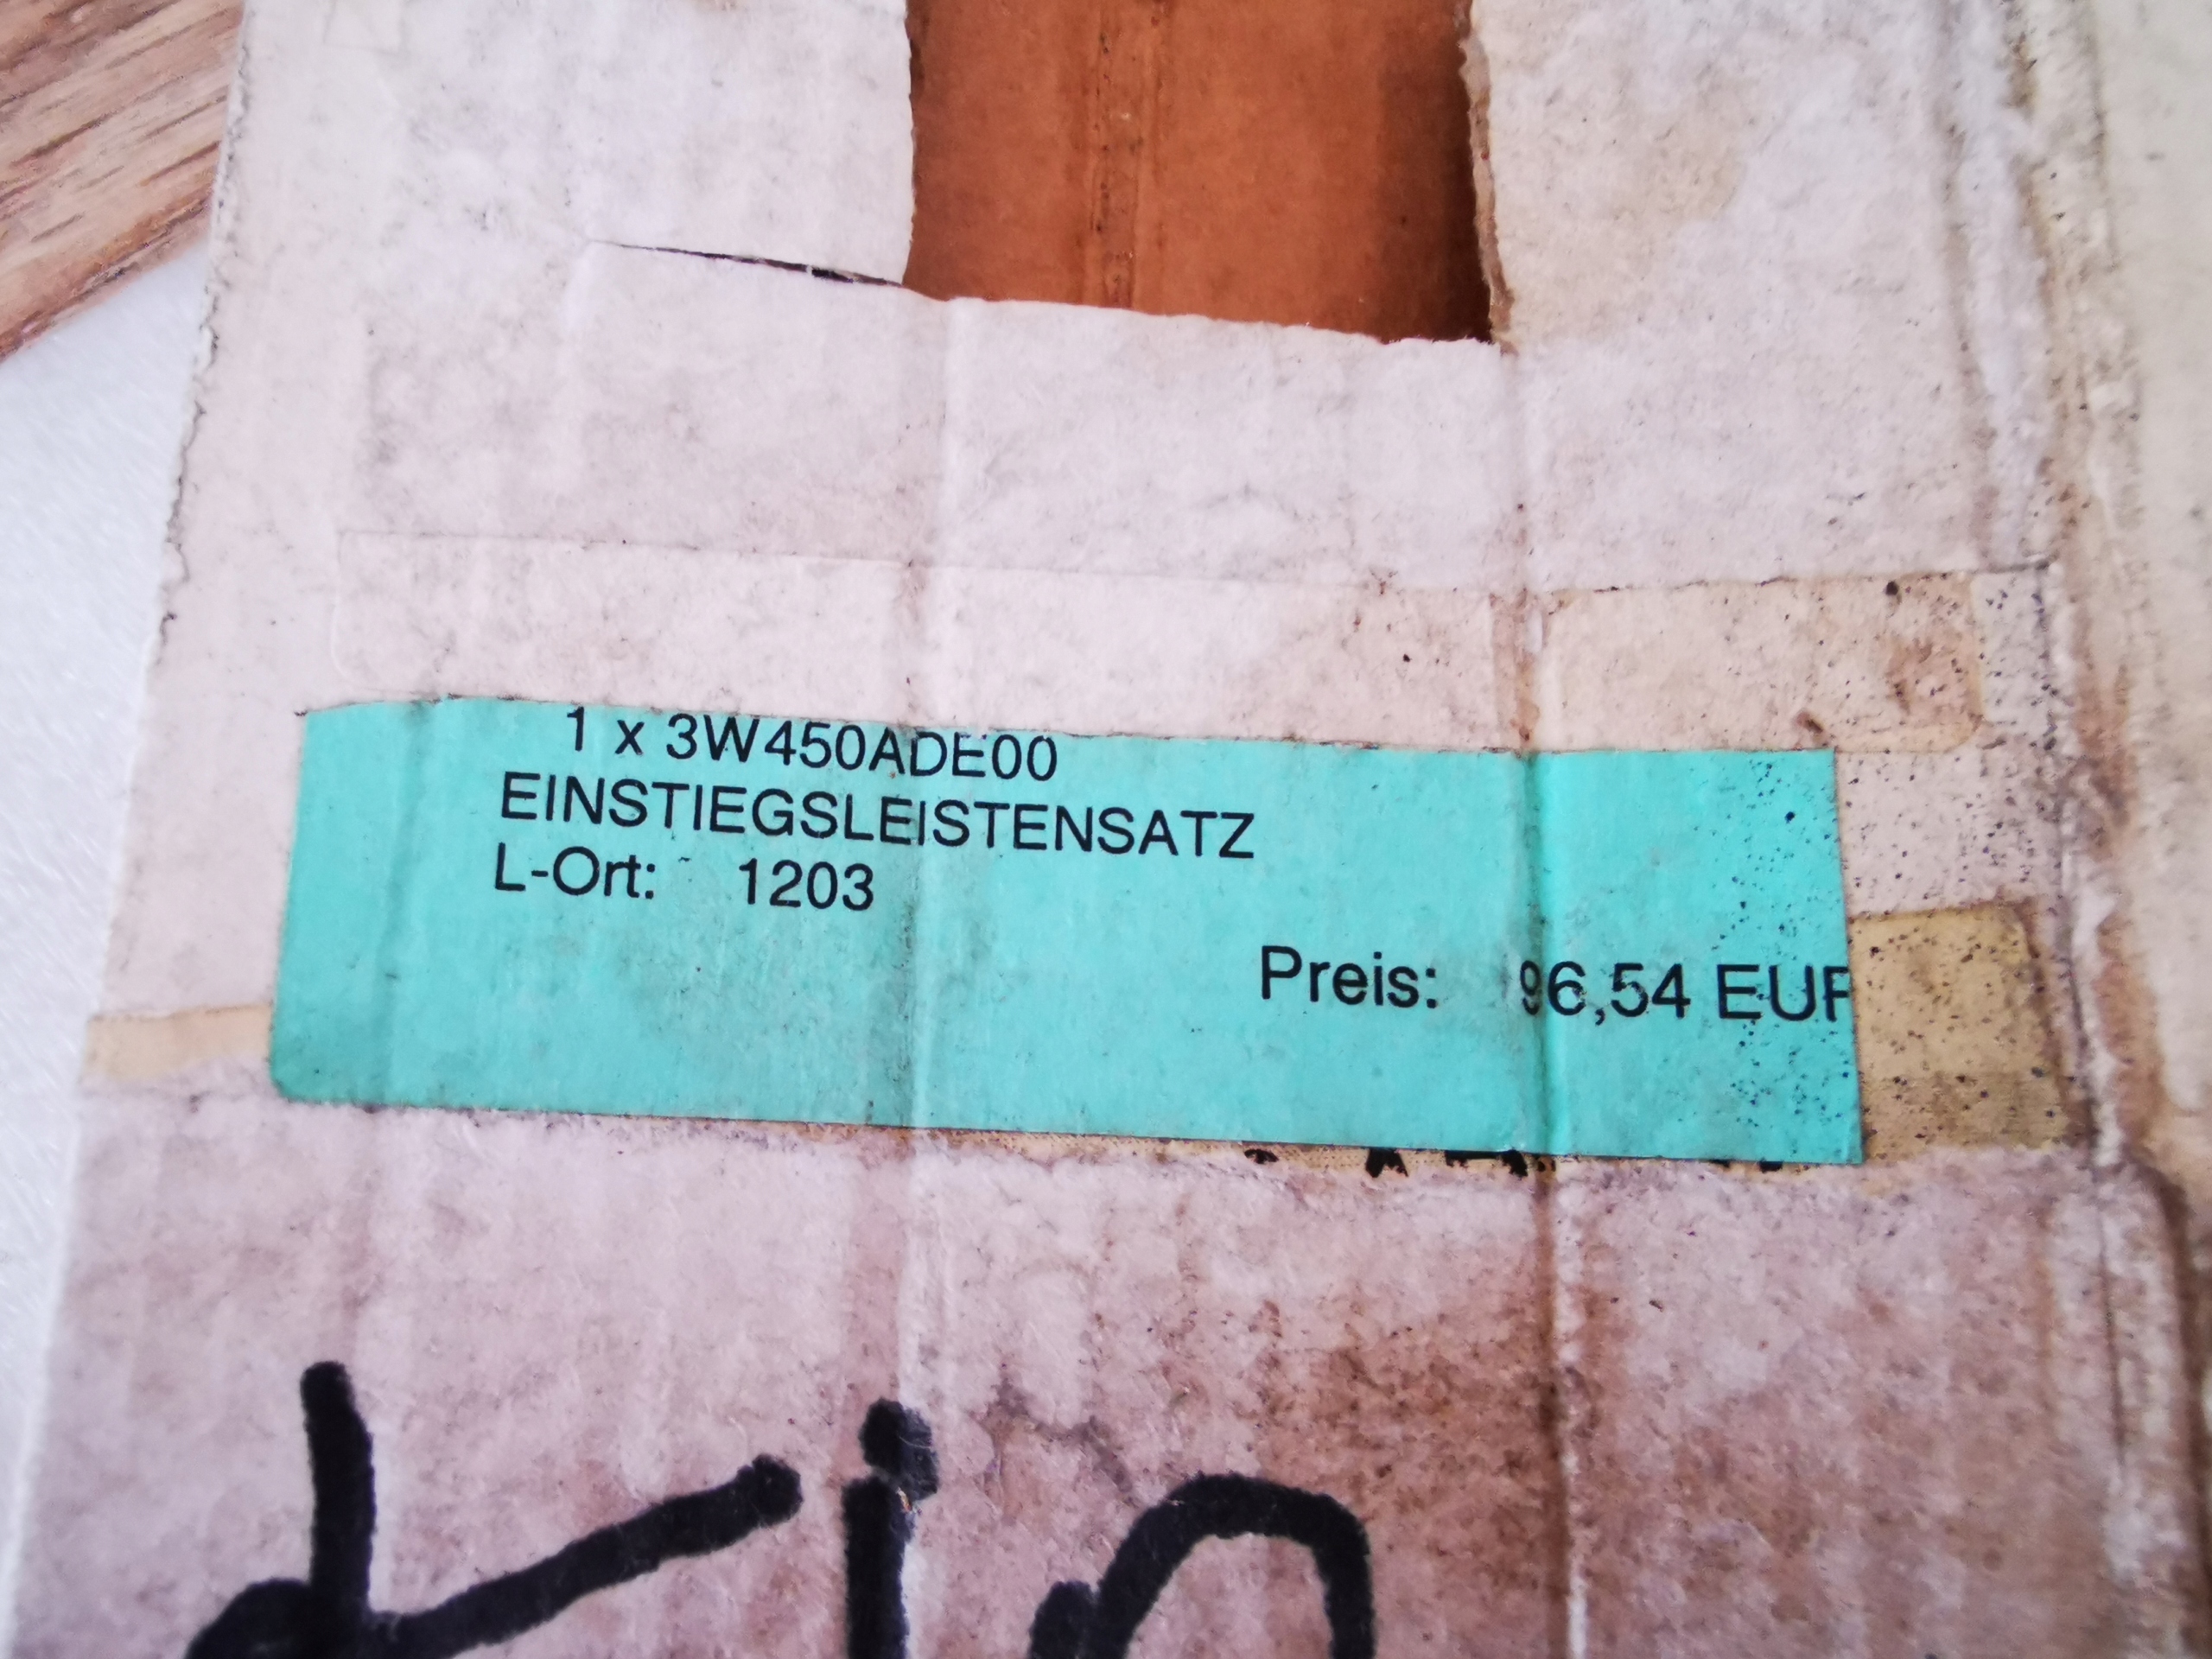 1 x 3W450ADE00
EINSTIEGSLEISTENSATZ
L-Ort: 1203
Preis: 96,54 EUR